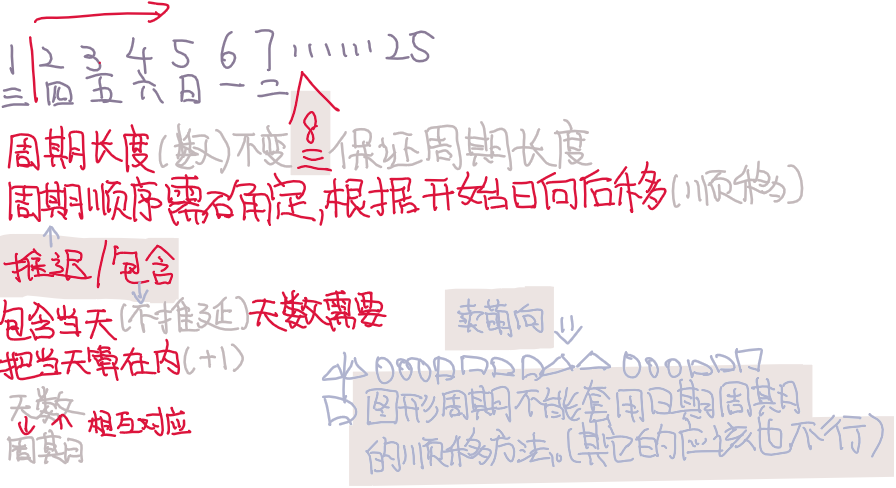 1 2 3 4 5 6 7 …… 25
三 四 五 六 日 一 二
8
三
周期长度(数)不变 保证周期长度
周期顺序需确定,根据开始日向后移(顺移)
推迟/包含
包含当天(不推延)天数需要
把当天算在内(+1)
卖萌向
天数
相互对应
周期
图形周期不能套用日期周期
的顺移方法。(其它的应该也不行)